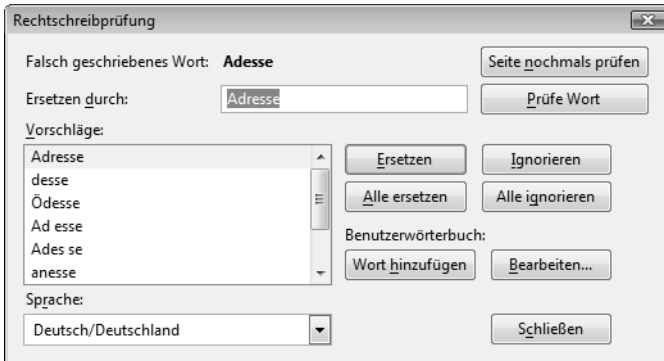 Rechtschreibprüfung
Falsch geschriebenes Wort: Adesse
Seite nochmals prüfen
Ersetzen durch: Adresse
Prüfe Wort
Vorschläge:
Adresse
desse
Ödesse
Ad esse
Ades se
anesse
Ersetzen
Ignorieren
Alle ersetzen
Alle ignorieren
Benutzerwörterbuch:
Wort hinzufügen
Bearbeiten...
Sprache:
Deutsch/Deutschland
Schließen